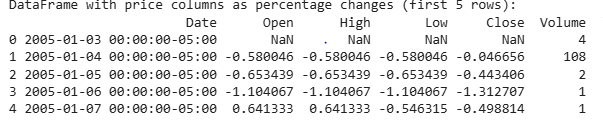 DataFrame with price columns as percentage changes (first 5 rows):
Date Open High Low Close Volume
0 2005-01-03 00:00:00-05:00 NaN NaN NaN NaN 4
1 2005-01-04 00:00:00-05:00 -0.580046 -0.580046 -0.580046 -0.046656 108
2 2005-01-05 00:00:00-05:00 -0.653439 -0.653439 -0.653439 -0.443406 2
3 2005-01-06 00:00:00-05:00 -1.104067 -1.104067 -1.104067 -1.312707 1
4 2005-01-07 00:00:00-05:00 0.641333 0.641333 -0.546315 -0.498814 1